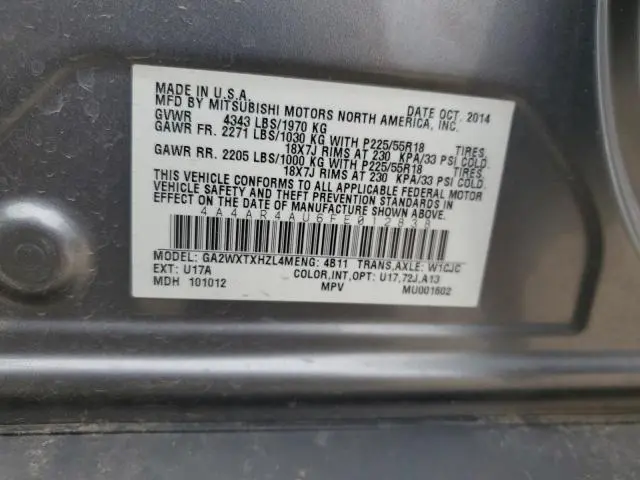 MADE IN U.S.A. DATE OCT. 2014
MFD BY MITSUBISHI MOTORS NORTH AMERICA, INC.
GVWR 4343 LBS/1970 KG
GAWR FR. 2271 LBS/1030 KG WITH P225/55R18 TIRES,
18X7J RIMS AT 230 KPA/33 PSI COLD.
GAWR RR. 2205 LBS/1000 KG WITH P225/55R18 TIRES,
18X7J RIMS AT 230 KPA/33 PSI COLD.
THIS VEHICLE CONFORMS TO ALL APPLICABLE FEDERAL MOTOR
VEHICLE SAFETY AND THEFT PREVENTION STANDARDS IN
EFFECT ON THE DATE OF MANUFACTURE SHOWN ABOVE.
4A4AR4AU6FE012838
MODEL: GA2WXTXHZL4MENG: 4B11 TRANS,AXLE: W1CJC
EXT: U17A COLOR,INT,OPT: U17,72J,A13
MDH 101012 MPV MU001602